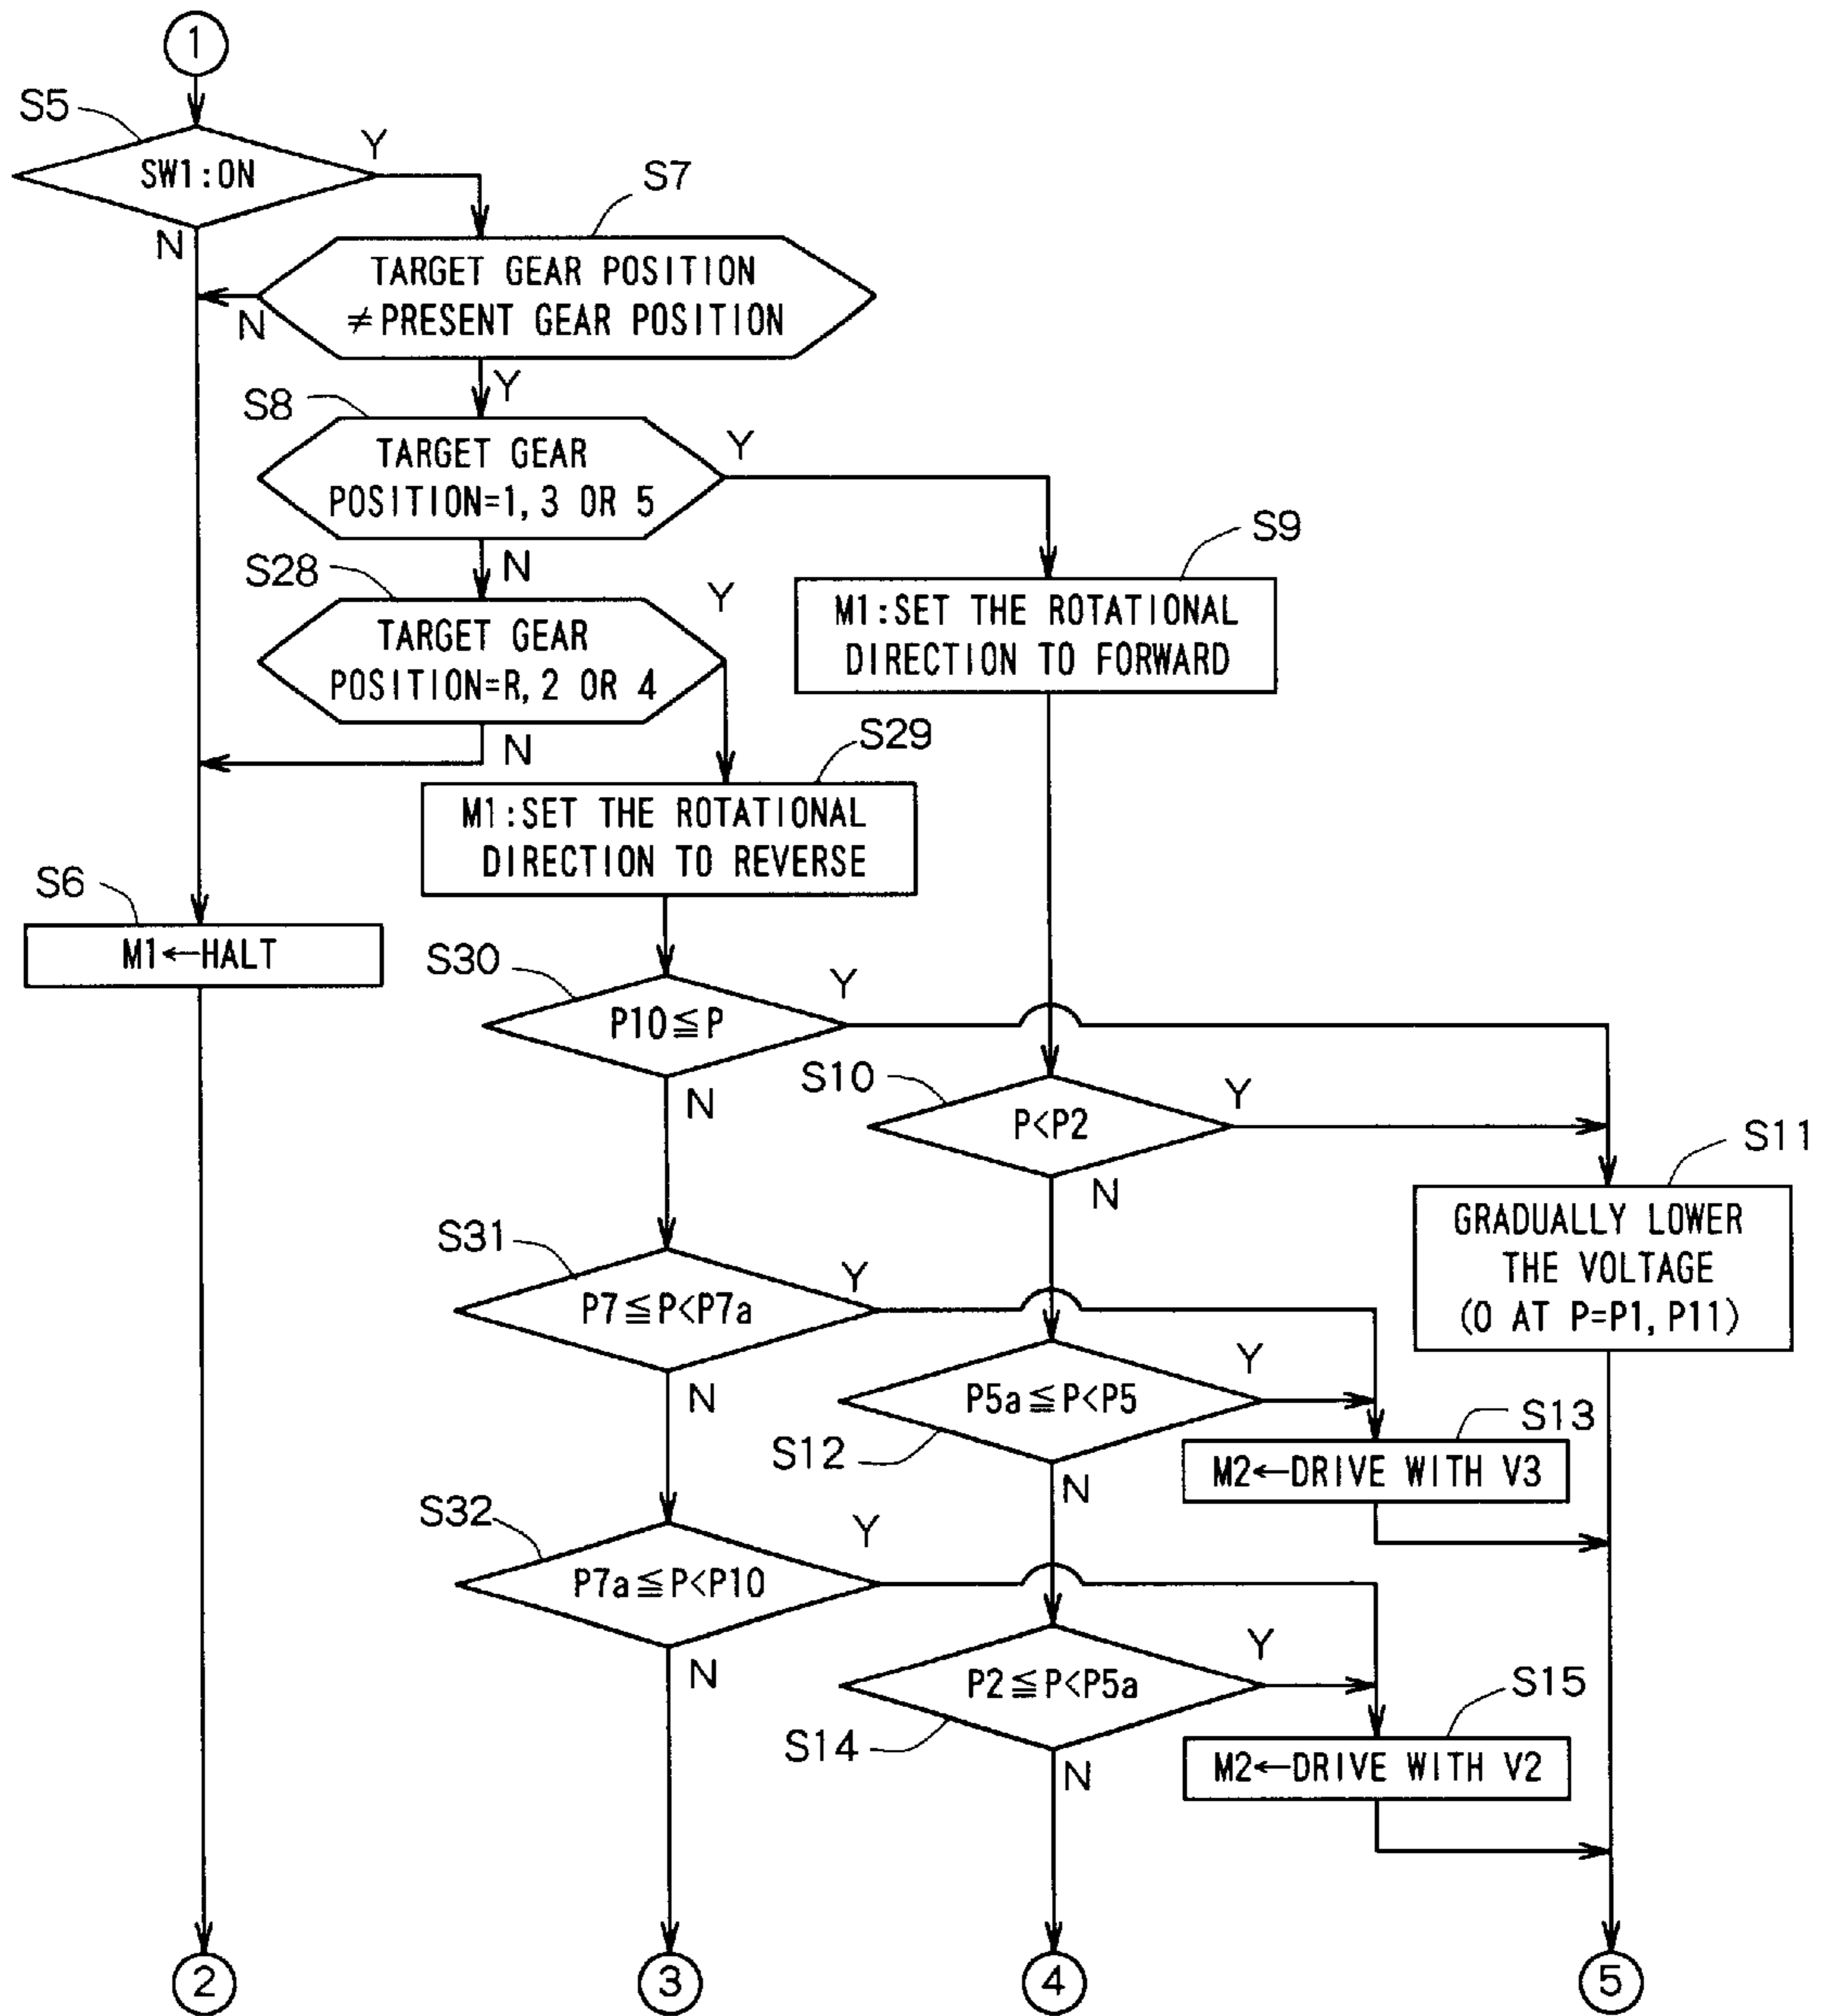 1
S5
SW1:ON
Y
N
S7
TARGET GEAR POSITION
≠PRESENT GEAR POSITION
N
Y
S8
TARGET GEAR
POSITION=1, 3 OR 5
Y
N
S28
TARGET GEAR
POSITION=R, 2 OR 4
Y
N
S9
M1:SET THE ROTATIONAL
DIRECTION TO FORWARD
S29
M1:SET THE ROTATIONAL
DIRECTION TO REVERSE
S6
M1←HALT
S30
P10≦P
Y
N
S10
P<P2
Y
N
S11
GRADUALLY LOWER
THE VOLTAGE
(0 AT P=P1, P11)
S31
P7≦P<P7a
Y
N
S12
P5a≦P<P5
Y
N
S13
M2←DRIVE WITH V3
S32
P7a≦P<P10
Y
N
S14
P2≦P<P5a
Y
N
S15
M2←DRIVE WITH V2
2
3
4
5